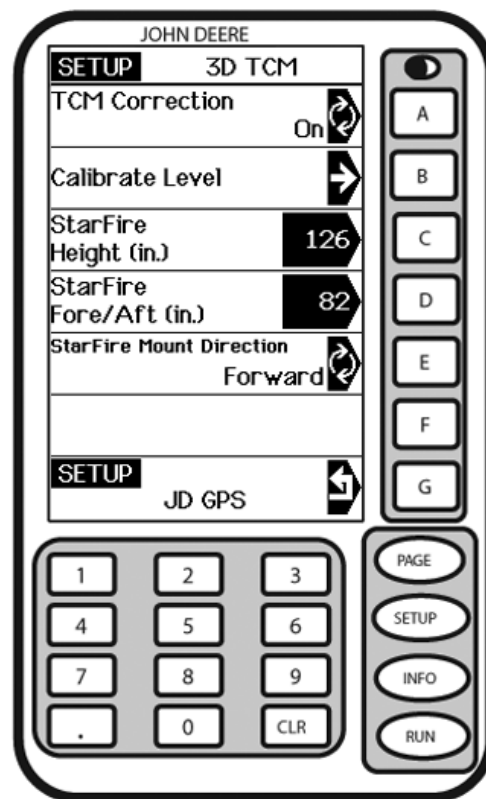 JOHN DEERE
SETUP 3D TCM
TCM Correction
On
Calibrate Level
StarFire
Height (in.) 126
StarFire
Fore/Aft (in.) 82
StarFire Mount Direction
Forward
SETUP
JD GPS
A
B
C
D
E
F
G
PAGE
SETUP
INFO
RUN
1 2 3
4 5 6
7 8 9
. 0 CLR